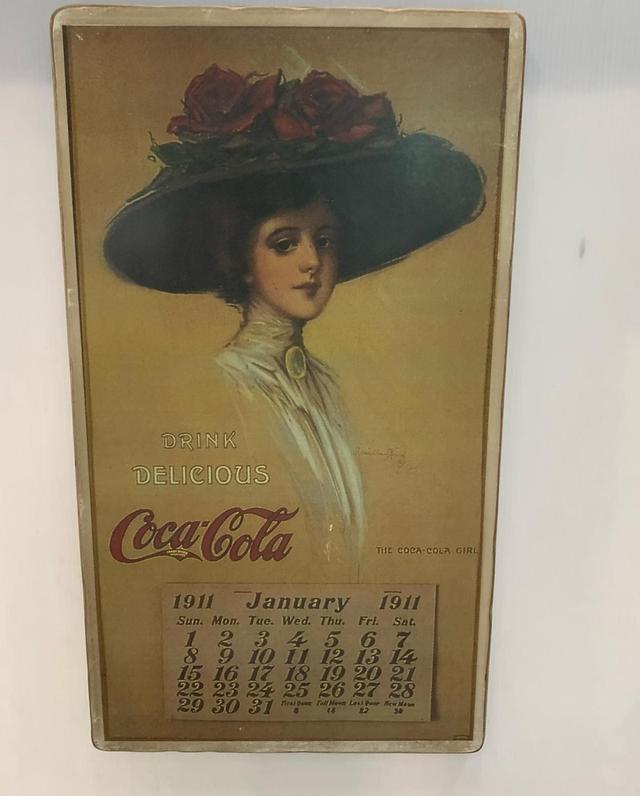 DRINK
DELICIOUS
Coca-Cola
THE COCA-COLA GIRL
1911 January 1911
Sun. Mon. Tue. Wed. Thu. Fri. Sat.
1 2 3 4 5 6 7
8 9 10 11 12 13 14
15 16 17 18 19 20 21
22 23 24 25 26 27 28
29 30 31 First Quar. Full Moon Last Quar. New Moon
8 14 22 30